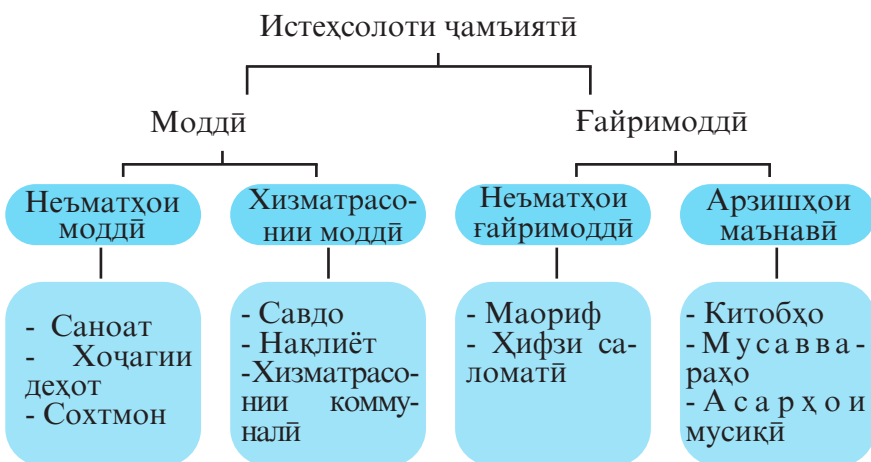 Истеҳсолоти ҷамъиятӣ
Моддӣ
Ғайримоддӣ
Неъматҳои
моддӣ
Хизматрасо-
нии моддӣ
Неъматҳои
ғайримоддӣ
Арзишҳои
маънавӣ
- Саноат
- Хоҷагии
деҳот
- Сохтмон
- Савдо
- Нақлиёт
-Хизматрасо-
нии комму-
налӣ
- Маориф
- Ҳифзи са-
ломатӣ
- Китобҳо
- Мусавва-
раҳо
- Асарҳои
мусиқӣ